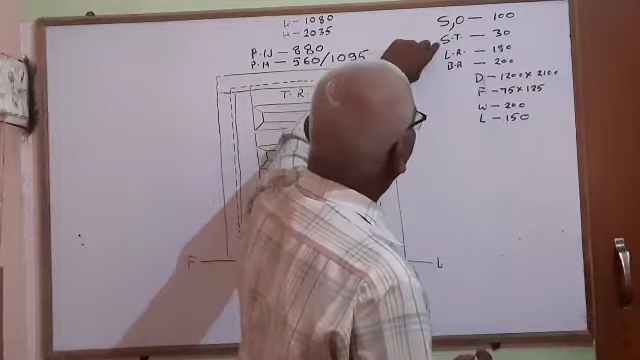 W - 1080
H - 2035
P.W - 880
P.H - 560/1095
S,O - 100
S.T. - 30
L.R. - 150
B.R - 200
D - 1200 x 2100
F - 75 x 125
W - 200
L - 150
T.R.
F
L